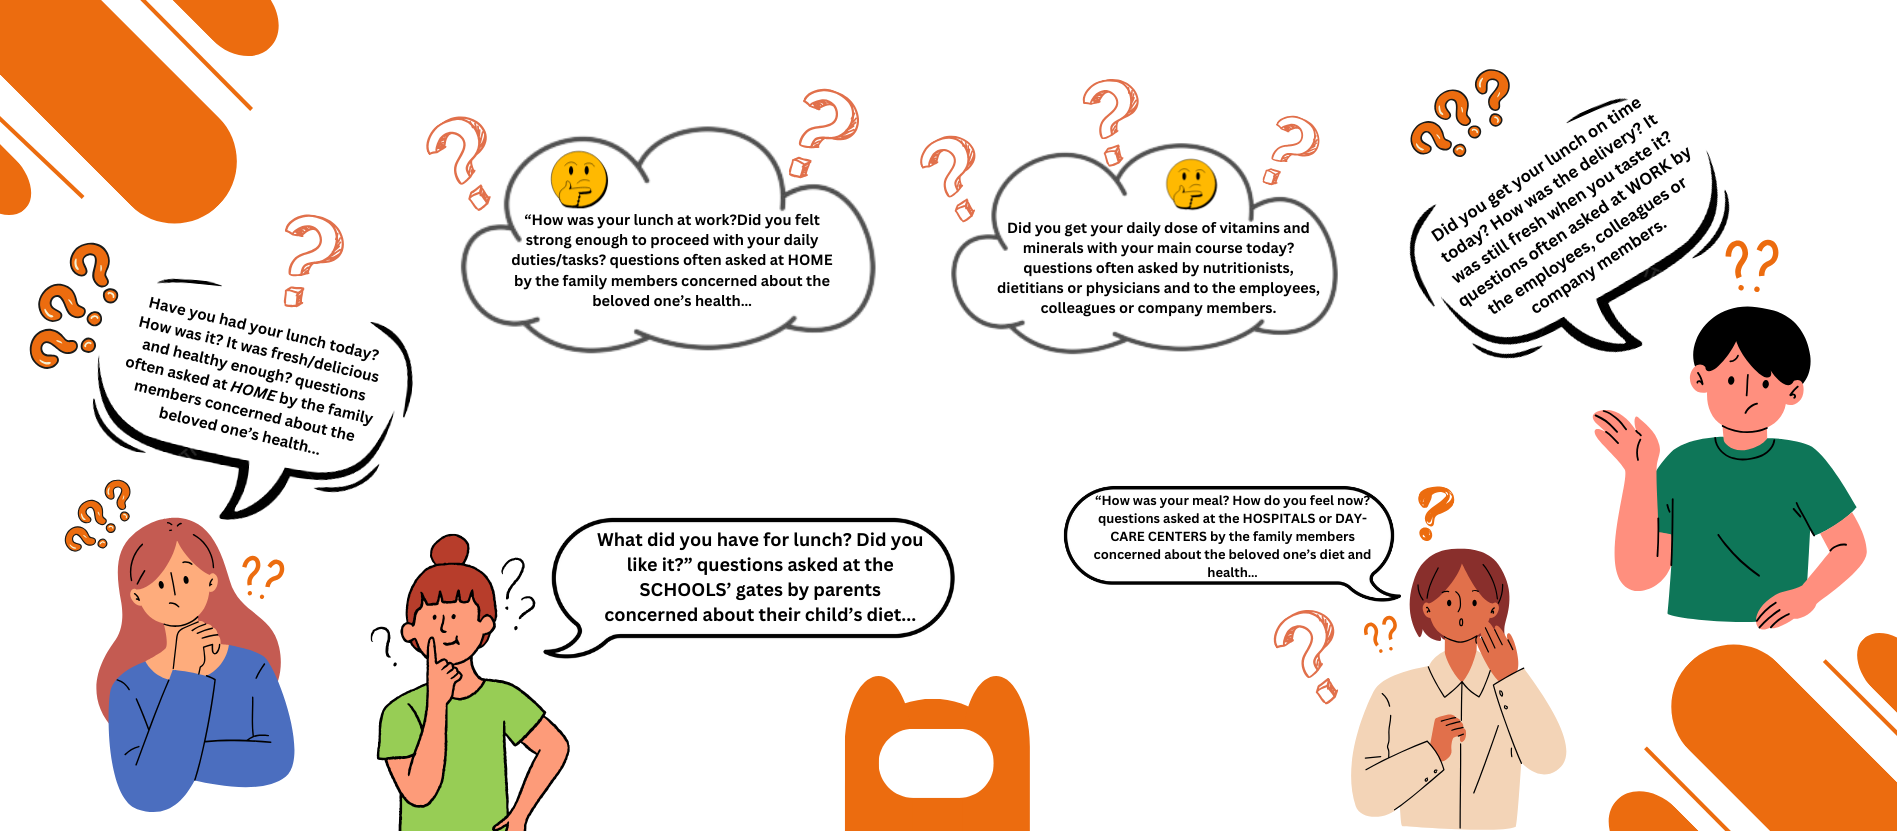 Have you had your lunch today?
How was it? It was fresh/delicious
and healthy enough? questions
often asked at HOME by the family
members concerned about the
beloved one's health...
“How was your lunch at work?Did you felt
strong enough to proceed with your daily
duties/tasks? questions often asked at HOME
by the family members concerned about the
beloved one's health...
Did you get your daily dose of vitamins and
minerals with your main course today?
questions often asked by nutritionists,
dietitians or physicians and to the employees,
colleagues or company members.
Did you get your lunch on time
today? How was the delivery? It
was still fresh when you taste it?
questions often asked at WORK by
the employees, colleagues or
company members.
What did you have for lunch? Did you
like it?” questions asked at the
SCHOOLS’ gates by parents
concerned about their child’s diet...
“How was your meal? How do you feel now?
questions asked at the HOSPITALS or DAY-
CARE CENTERS by the family members
concerned about the beloved one’s diet and
health...